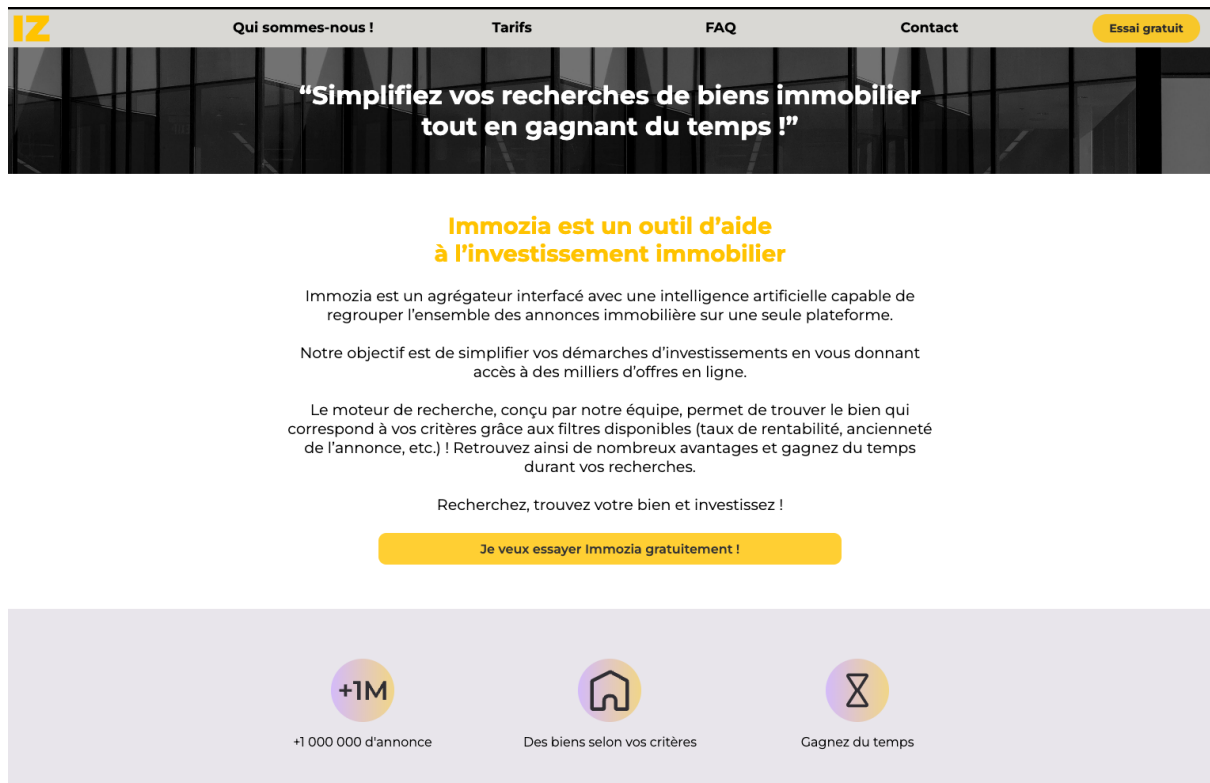 IZ
Qui sommes-nous !
Tarifs
FAQ
Contact
Essai gratuit
“Simplifiez vos recherches de biens immobilier
tout en gagnant du temps !”
Immozia est un outil d’aide
à l’investissement immobilier
Immozia est un agrégateur interfacé avec une intelligence artificielle capable de
regrouper l’ensemble des annonces immobilière sur une seule plateforme.
Notre objectif est de simplifier vos démarches d’investissements en vous donnant
accès à des milliers d’offres en ligne.
Le moteur de recherche, conçu par notre équipe, permet de trouver le bien qui
correspond à vos critères grâce aux filtres disponibles (taux de rentabilité, ancienneté
de l’annonce, etc.) ! Retrouvez ainsi de nombreux avantages et gagnez du temps
durant vos recherches.
Recherchez, trouvez votre bien et investissez !
Je veux essayer Immozia gratuitement !
+1M
+1 000 000 d'annonce
Des biens selon vos critères
Gagnez du temps